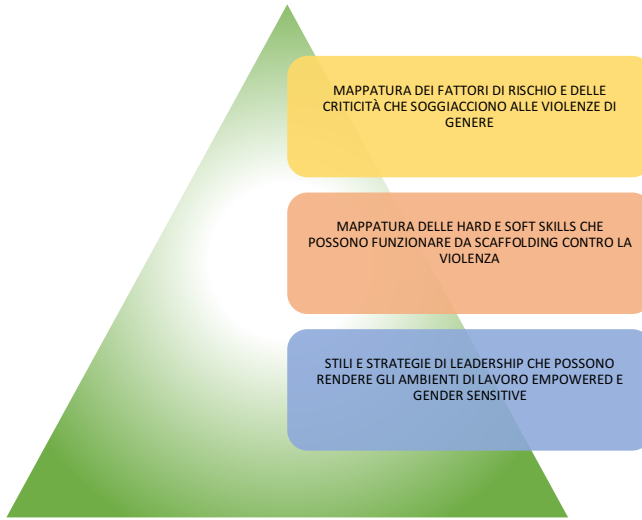 MAPPATURA DEI FATTORI DI RISCHIO E DELLE
CRITICITÀ CHE SOGGIACCIONO ALLE VIOLENZE DI
GENERE
MAPPATURA DELLE HARD E SOFT SKILLS CHE
POSSONO FUNZIONARE DA SCAFFOLDING CONTRO LA
VIOLENZA
STILI E STRATEGIE DI LEADERSHIP CHE POSSONO
RENDERE GLI AMBIENTI DI LAVORO EMPOWERED E
GENDER SENSITIVE